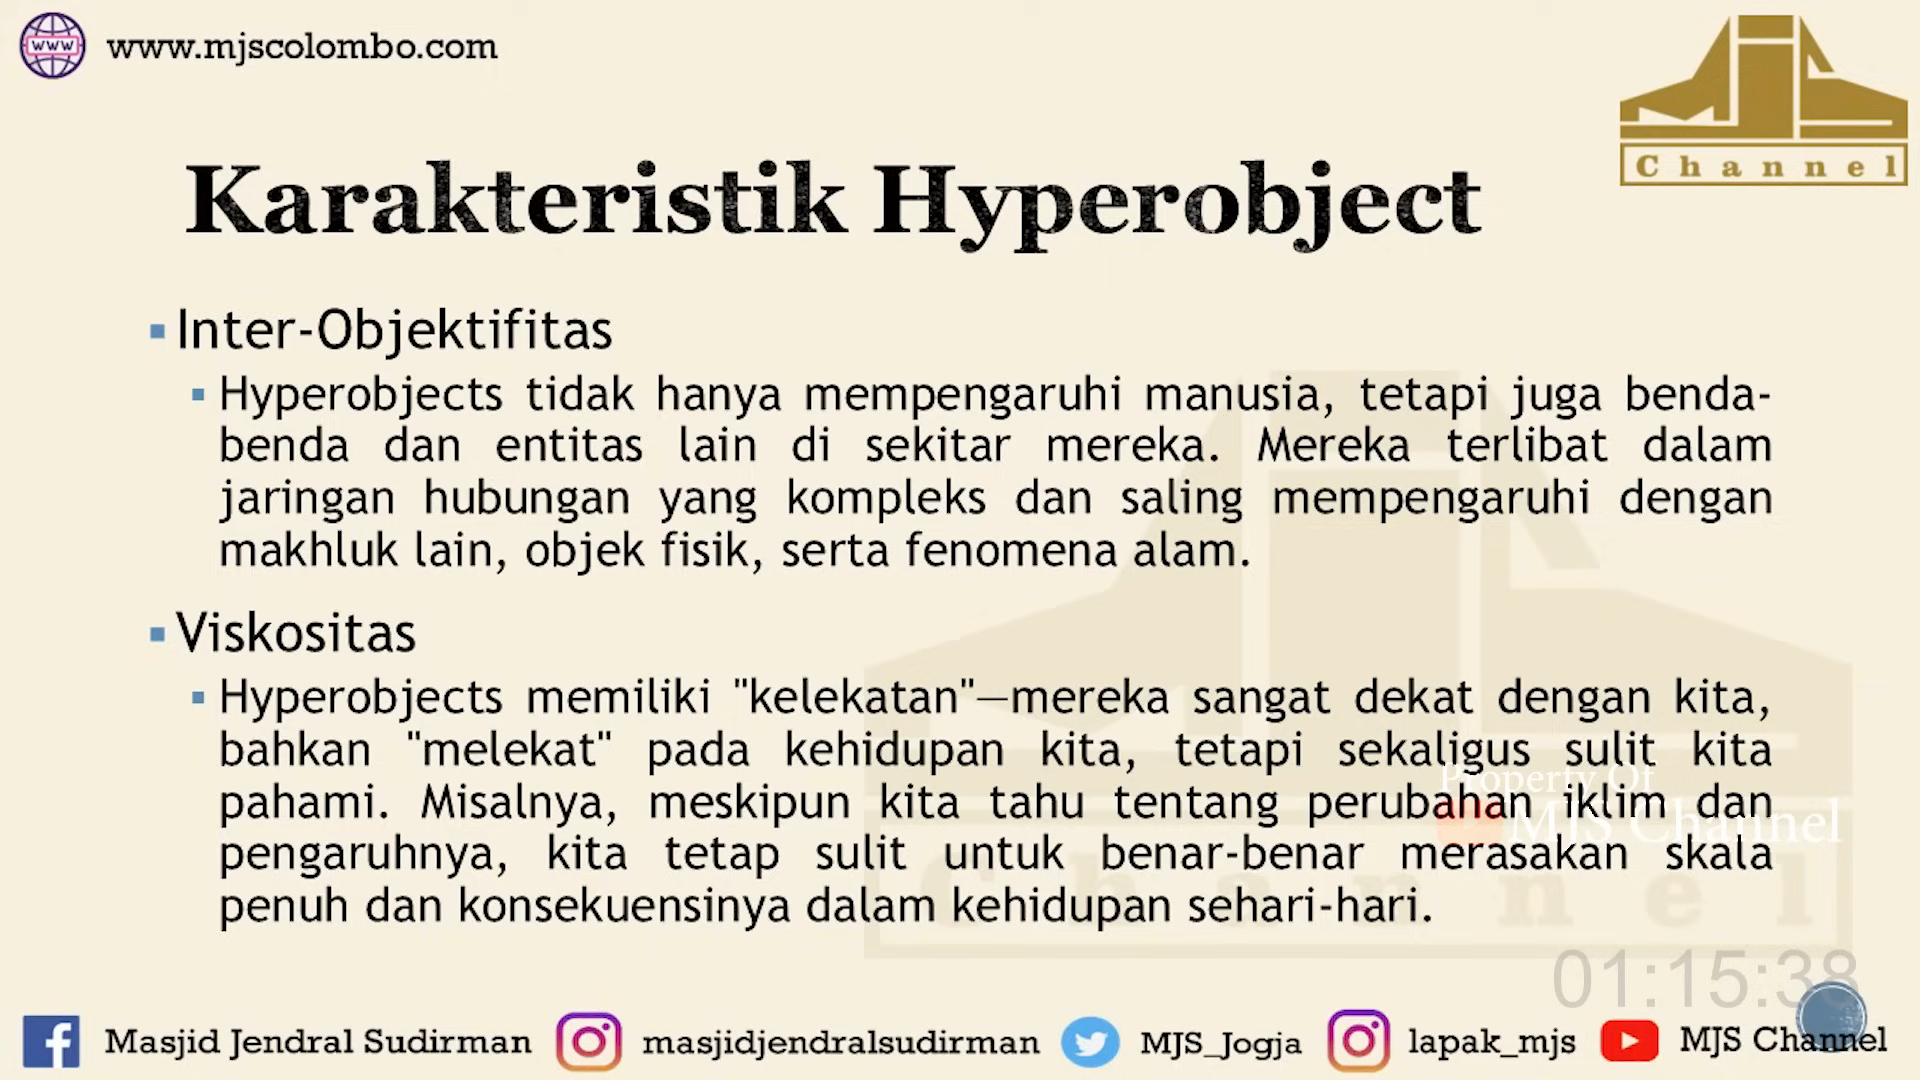 www.mjscolombo.com
Channel
Karakteristik Hyperobject
Inter-Objektifitas
Hyperobjects tidak hanya mempengaruhi manusia, tetapi juga benda-
benda dan entitas lain di sekitar mereka. Mereka terlibat dalam
jaringan hubungan yang kompleks dan saling mempengaruhi dengan
makhluk lain, objek fisik, serta fenomena alam.
Viskositas
Hyperobjects memiliki "kelekatan"—mereka sangat dekat dengan kita,
bahkan "melekat" pada kehidupan kita, tetapi sekaligus sulit kita
pahami. Misalnya, meskipun kita tahu tentang perubahan iklim dan
pengaruhnya, kita tetap sulit untuk benar-benar merasakan skala
penuh dan konsekuensinya dalam kehidupan sehari-hari.
Property Of
MJS Channel
Channel
01:15:38
Masjid Jendral Sudirman masjidjendralsudirman MJS_Jogja lapak_mjs MJS Channel